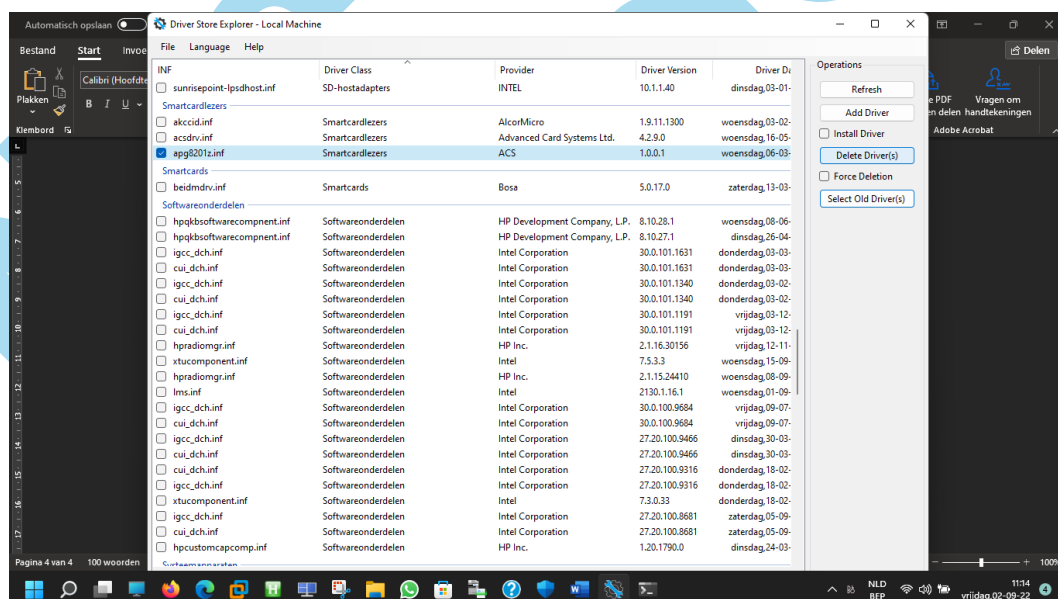 Automatisch opslaan
Driver Store Explorer - Local Machine
Bestand Start Invoe
File Language Help
Delen
INF Driver Class Provider Driver Version Driver Da
Operations
sunrisepoint-lpsdhost.inf SD-hostadapters INTEL 10.1.1.40 dinsdag,03-01-
Refresh
Smartcardlezers
Add Driver
akccid.inf Smartcardlezers AlcorMicro 1.9.11.1300 woensdag,03-02-
Install Driver
acsdrv.inf Smartcardlezers Advanced Card Systems Ltd. 4.2.9.0 woensdag,16-05-
apg8201z.inf Smartcardlezers ACS 1.0.0.1 woensdag,06-03-
Delete Driver(s)
Smartcards
Force Deletion
beidmdrv.inf Smartcards Bosa 5.0.17.0 zaterdag,13-03-
Select Old Driver(s)
Softwareonderdelen
hpqkbsoftwarecompnent.inf Softwareonderdelen HP Development Company, L.P. 8.10.28.1 woensdag,08-06-
hpqkbsoftwarecompnent.inf Softwareonderdelen HP Development Company, L.P. 8.10.27.1 dinsdag,26-04-
igcc_dch.inf Softwareonderdelen Intel Corporation 30.0.101.1631 donderdag,03-03-
cui_dch.inf Softwareonderdelen Intel Corporation 30.0.101.1631 donderdag,03-03-
igcc_dch.inf Softwareonderdelen Intel Corporation 30.0.101.1340 donderdag,03-02-
cui_dch.inf Softwareonderdelen Intel Corporation 30.0.101.1340 donderdag,03-02-
igcc_dch.inf Softwareonderdelen Intel Corporation 30.0.101.1191 vrijdag,03-12-
cui_dch.inf Softwareonderdelen Intel Corporation 30.0.101.1191 vrijdag,03-12-
hpradiomgr.inf Softwareonderdelen HP Inc. 2.1.16.30156 vrijdag,12-11-
xtucomponent.inf Softwareonderdelen Intel 7.5.3.3 woensdag,15-09-
hpradiomgr.inf Softwareonderdelen HP Inc. 2.1.15.24410 woensdag,08-09-
lms.inf Softwareonderdelen Intel 2130.1.16.1 woensdag,01-09-
igcc_dch.inf Softwareonderdelen Intel Corporation 30.0.100.9684 vrijdag,09-07-
cui_dch.inf Softwareonderdelen Intel Corporation 30.0.100.9684 vrijdag,09-07-
igcc_dch.inf Softwareonderdelen Intel Corporation 27.20.100.9466 dinsdag,30-03-
cui_dch.inf Softwareonderdelen Intel Corporation 27.20.100.9466 dinsdag,30-03-
cui_dch.inf Softwareonderdelen Intel Corporation 27.20.100.9316 donderdag,18-02-
igcc_dch.inf Softwareonderdelen Intel Corporation 27.20.100.9316 donderdag,18-02-
xtucomponent.inf Softwareonderdelen Intel 7.3.0.33 donderdag,18-02-
igcc_dch.inf Softwareonderdelen Intel Corporation 27.20.100.8681 zaterdag,05-09-
cui_dch.inf Softwareonderdelen Intel Corporation 27.20.100.8681 zaterdag,05-09-
hpcustomcapcomp.inf Softwareonderdelen HP Inc. 1.20.1790.0 dinsdag,24-03-
Systeemapparaten
Calibri (Hoofdte
Plakken
B I U
Klembord
e PDF Vragen om
en delen handtekeningen
Adobe Acrobat
Pagina 4 van 4 100 woorden
100%
NLD
BEP
11:14
vrijdag,02-09-22
4